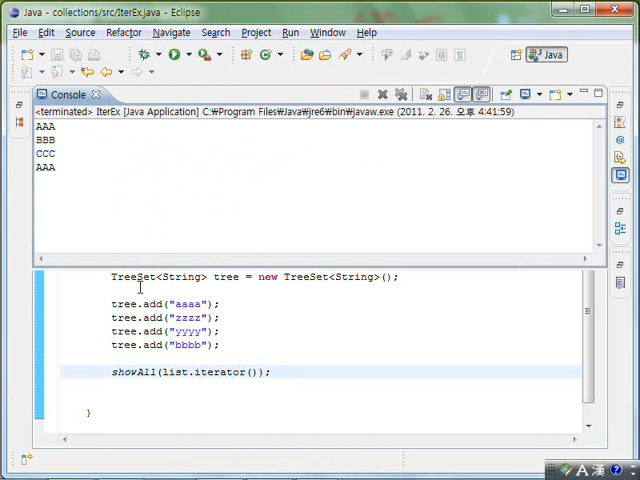 Java - collections/src/IterEx.java - Eclipse
File Edit Source Refactor Navigate Search Project Run Window Help
Java
Console
<terminated> IterEx [Java Application] C:₩Program Files₩Java₩jre6₩bin₩javaw.exe (2011. 2. 26. 오후 4:41:59)
AAA
BBB
CCC
AAA
TreeSet<String> tree = new TreeSet<String>();
tree.add("aaaa");
tree.add("zzzz");
tree.add("yyyy");
tree.add("bbbb");
showAll(list.iterator());
}
A 漢